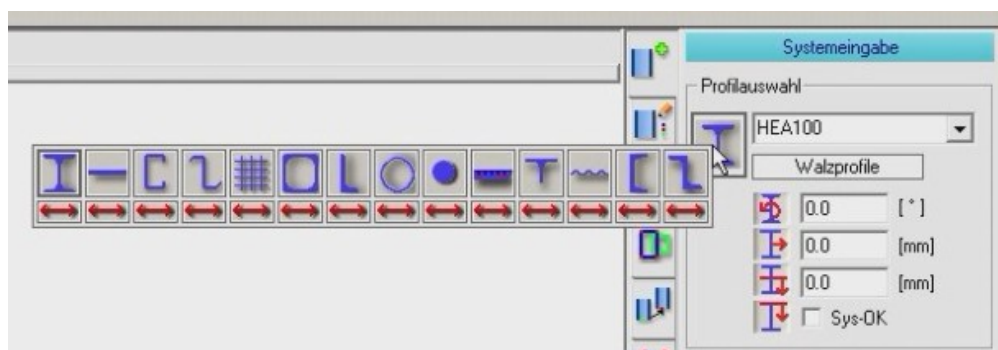 Systemeingabe
Profilauswahl
HEA100
Walzprofile
0.0 [°]
0.0 [mm]
0.0 [mm]
Sys-OK